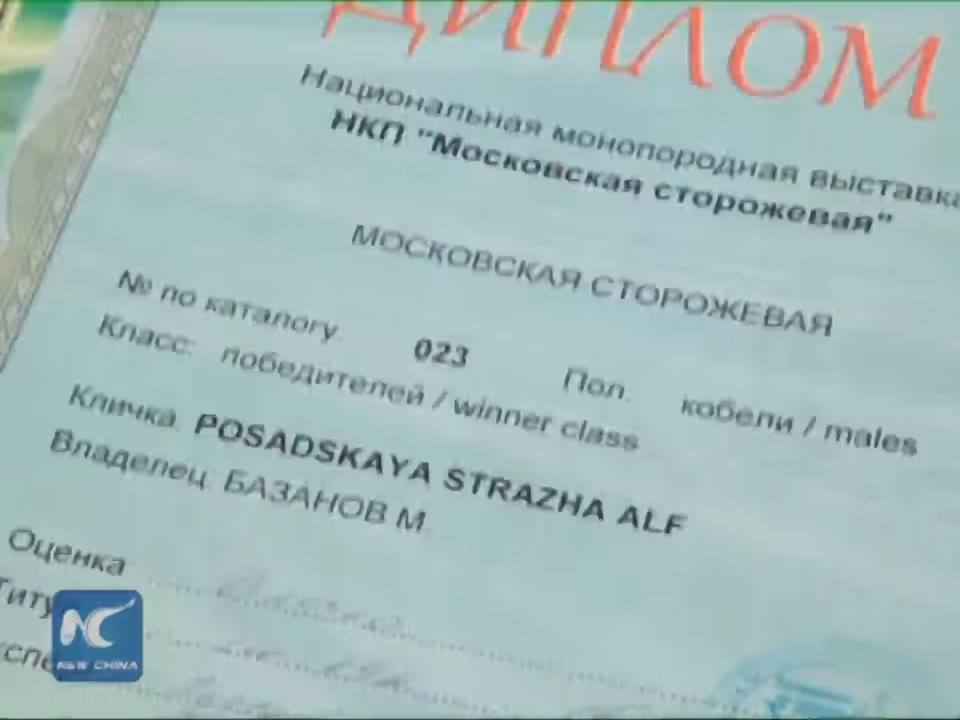 ДИПЛОМ
Национальная монопородная выставка
НКП "Московская сторожевая"
МОСКОВСКАЯ СТОРОЖЕВАЯ
№ по каталогу 023 Пол. кобели / males
Класс: победителей / winner class
Кличка POSADSKAYA STRAZHA ALF
Владелец БАЗАНОВ М.
Оценка
Титу
NEW CHINA